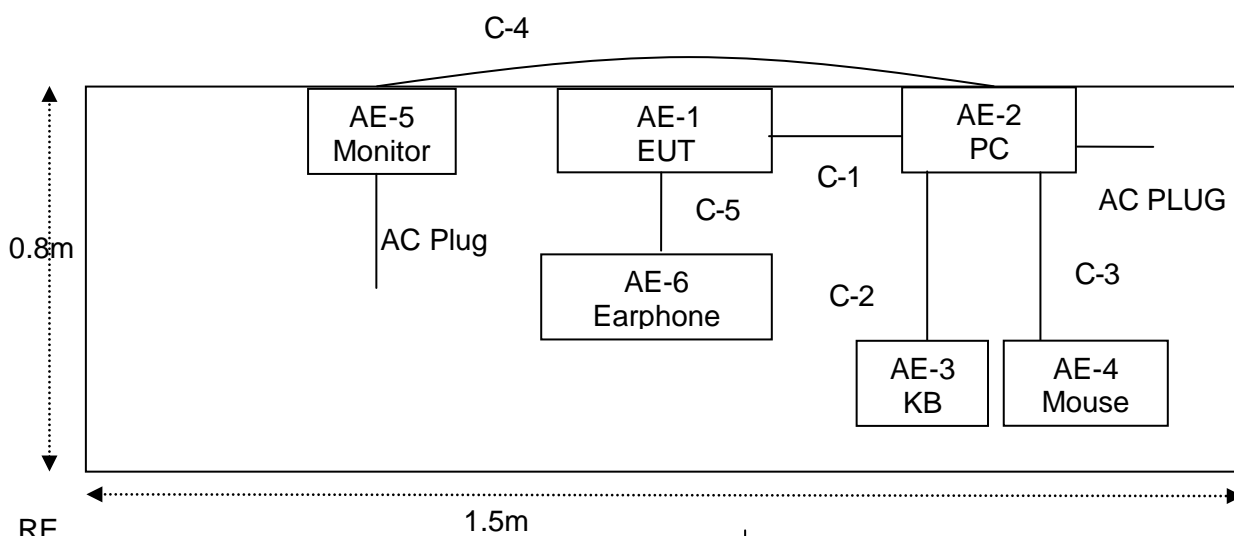 C-4
AE-5
Monitor
AE-1
EUT
AE-2
PC
C-1
AC PLUG
C-5
AC Plug
0.8m
AE-6
Earphone
C-2
C-3
AE-3
KB
AE-4
Mouse
1.5m
RE